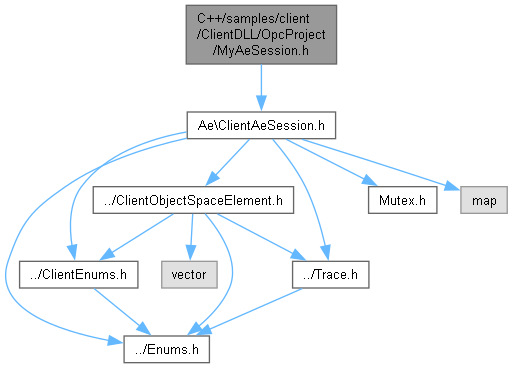 C++/samples/client
/ClientDLL/OpcProject
/MyAeSession.h
Ae\ClientAeSession.h
../ClientObjectSpaceElement.h
Mutex.h
map
../ClientEnums.h
vector
../Trace.h
../Enums.h